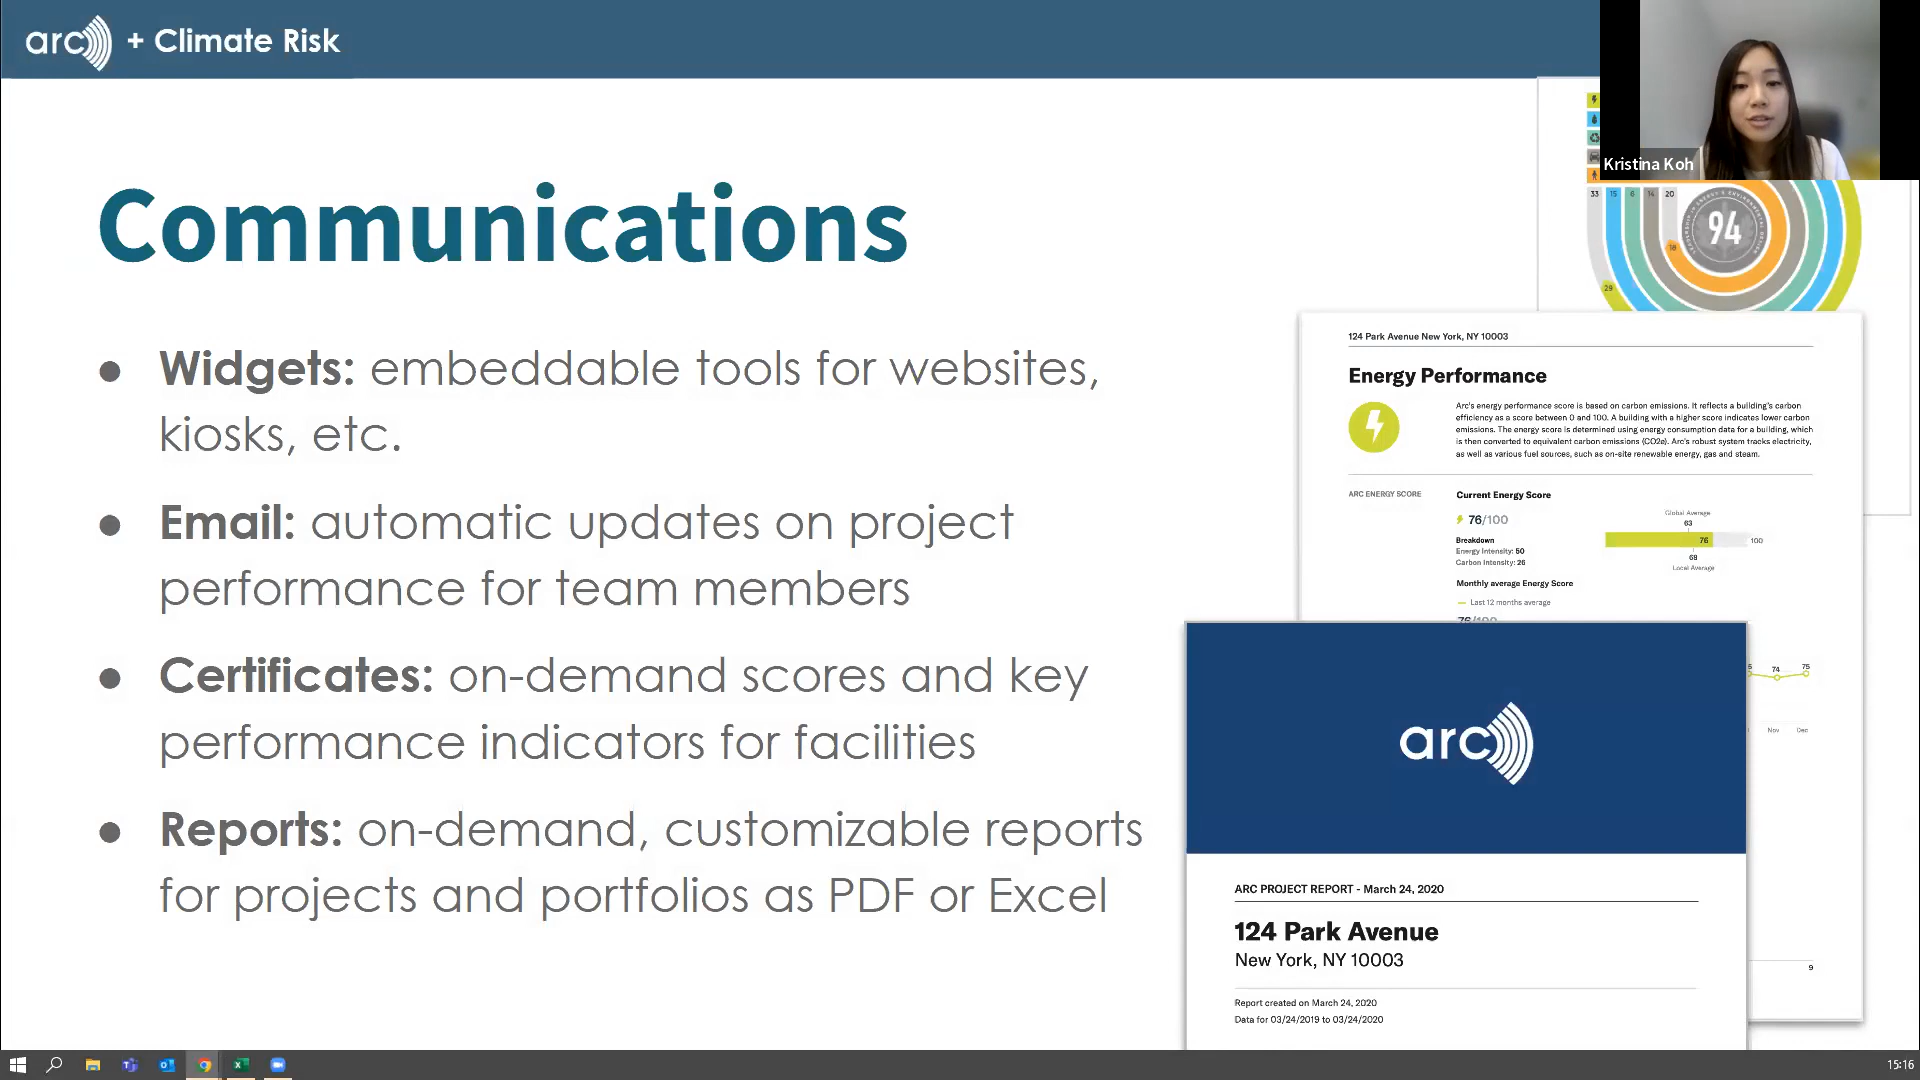 arc + Climate Risk
Kristina Koh
Communications
● Widgets: embeddable tools for websites,
kiosks, etc.
● Email: automatic updates on project
performance for team members
● Certificates: on-demand scores and key
performance indicators for facilities
● Reports: on-demand, customizable reports
for projects and portfolios as PDF or Excel
33 15 6 14 20
94
18
29
124 Park Avenue New York, NY 10003
Energy Performance
Arc's energy performance score is based on carbon emissions. It reflects a building's carbon
efficiency as a score between 0 and 100. A building with a higher score indicates lower carbon
emissions. The energy score is determined using energy consumption data for a building, which
is then converted to equivalent carbon emissions (CO2e). Arc's robust system tracks electricity,
as well as various fuel sources, such as on-site renewable energy, gas and steam.
ARC ENERGY SCORE
Current Energy Score
76/100
Breakdown
Energy Intensity: 50
Carbon Intensity: 26
Global Average
63
76 100
68
Local Average
Monthly average Energy Score
Last 12 months average
76/100
5 74 75
Nov Dec
9
arc
ARC PROJECT REPORT - March 24, 2020
124 Park Avenue
New York, NY 10003
Report created on March 24, 2020
Data for 03/24/2019 to 03/24/2020
15:16